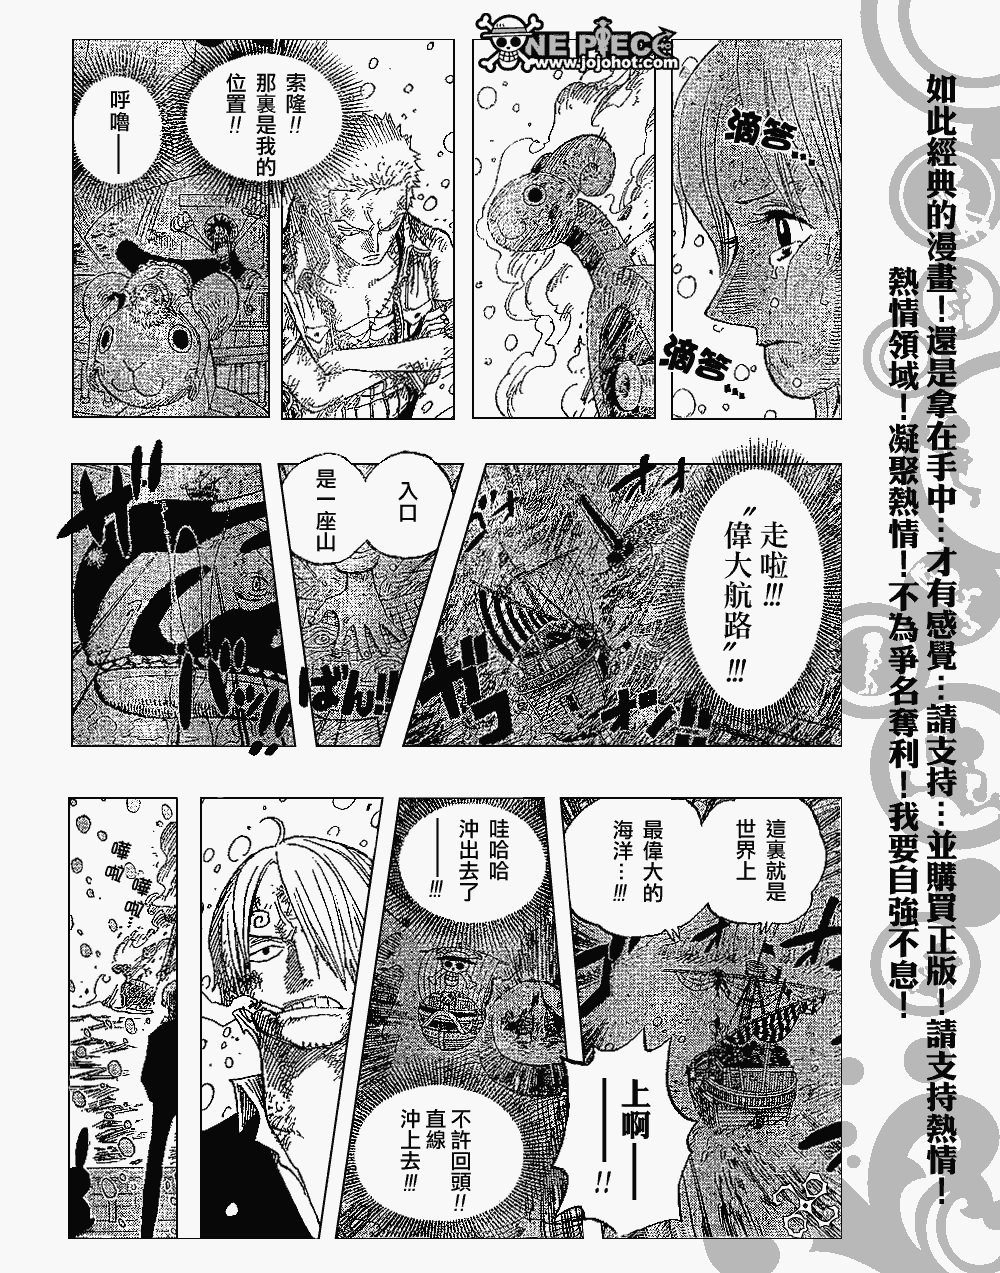 ONE PIECE
www.jojohot.com
滴答…
滴答…
索隆!!
那裏是我的
位置!!
呼嚕——
走啦!!!
〝偉大航路〞!!!
入口
是一座山
ガコ
オン!!
ばん!!
這裏就是
世界上
最偉大的
海洋…!!!
上啊——
——!!
哇哈哈
沖出去了
——!!!
不許回頭!!
直線
沖上去!!!
如此經典的漫畫！還是拿在手中…才有感覺…請支持…並購買正版！請支持熱情！
熱情領域！凝聚熱情！不為爭名奪利！我要自強不息！